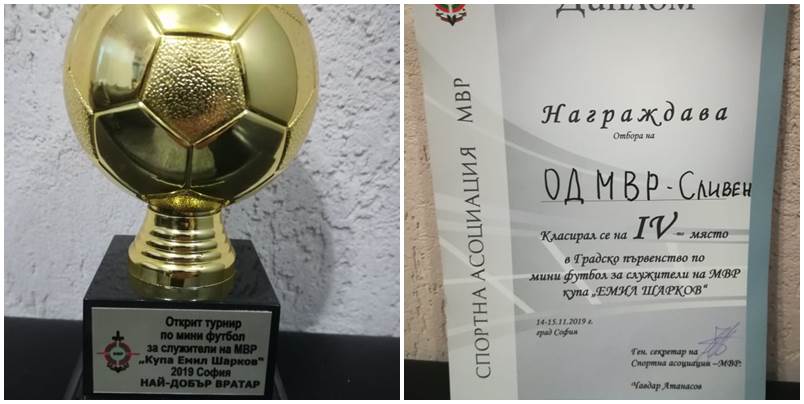 Открит турнир
по мини футбол
за служители на МВР
„Купа Емил Шарков"
2019 София
НАЙ-ДОБЪР ВРАТАР
Диплом
СПОРТНА АСОЦИАЦИЯ МВР
Награждава
Отбора на
ОД МВР - Сливен
Класирал се на IV – то място
в Градско първенство по
мини футбол за служители на МВР
купа „ЕМИЛ ШАРКОВ“
14-15.11.2019 г.
град София
Ген. секретар на
Спортна асоциация –МВР:
Чавдар Атанасов